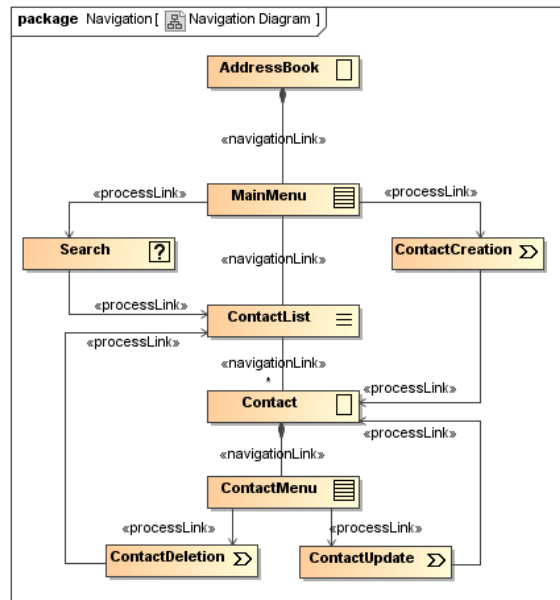 package Navigation [ Navigation Diagram ]
AddressBook
«navigationLink»
«processLink»
MainMenu
«processLink»
Search ?
«navigationLink»
ContactCreation
«processLink»
ContactList
«processLink»
«navigationLink»
*
«processLink»
Contact
«processLink»
«navigationLink»
ContactMenu
«processLink»
«processLink»
ContactDeletion
ContactUpdate